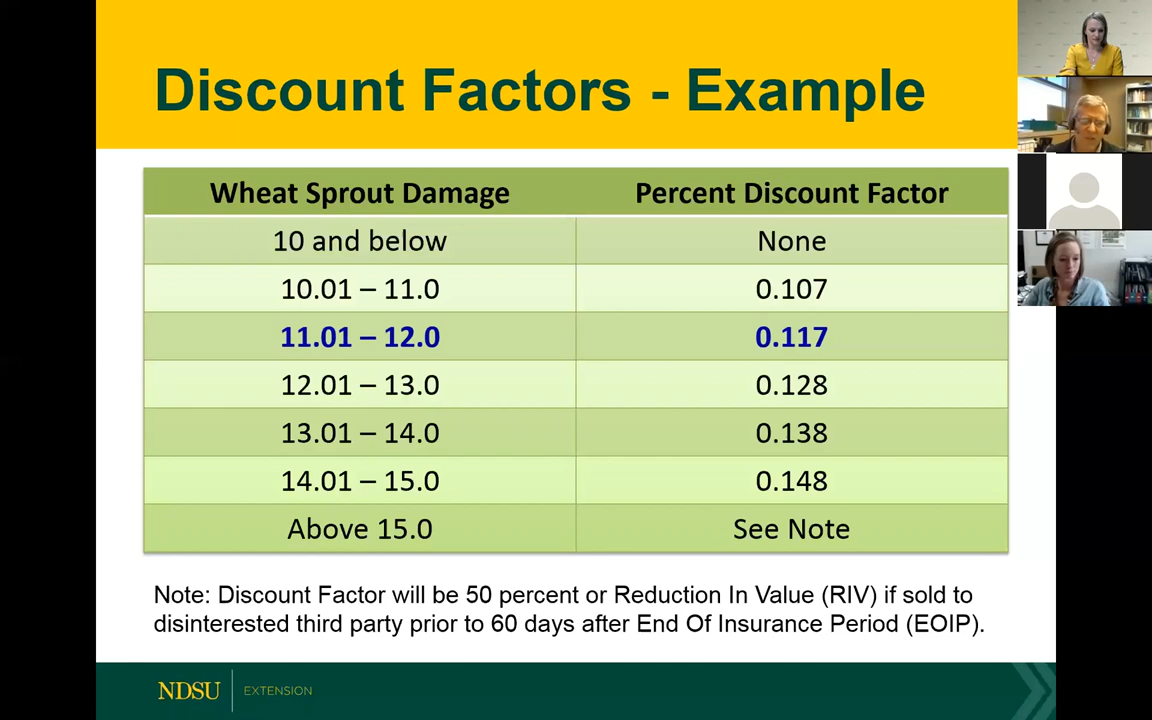 Discount Factors - Example
Wheat Sprout Damage Percent Discount Factor
10 and below None
10.01 – 11.0 0.107
11.01 – 12.0 0.117
12.01 – 13.0 0.128
13.01 – 14.0 0.138
14.01 – 15.0 0.148
Above 15.0 See Note
Note: Discount Factor will be 50 percent or Reduction In Value (RIV) if sold to
disinterested third party prior to 60 days after End Of Insurance Period (EOIP).
NDSU EXTENSION